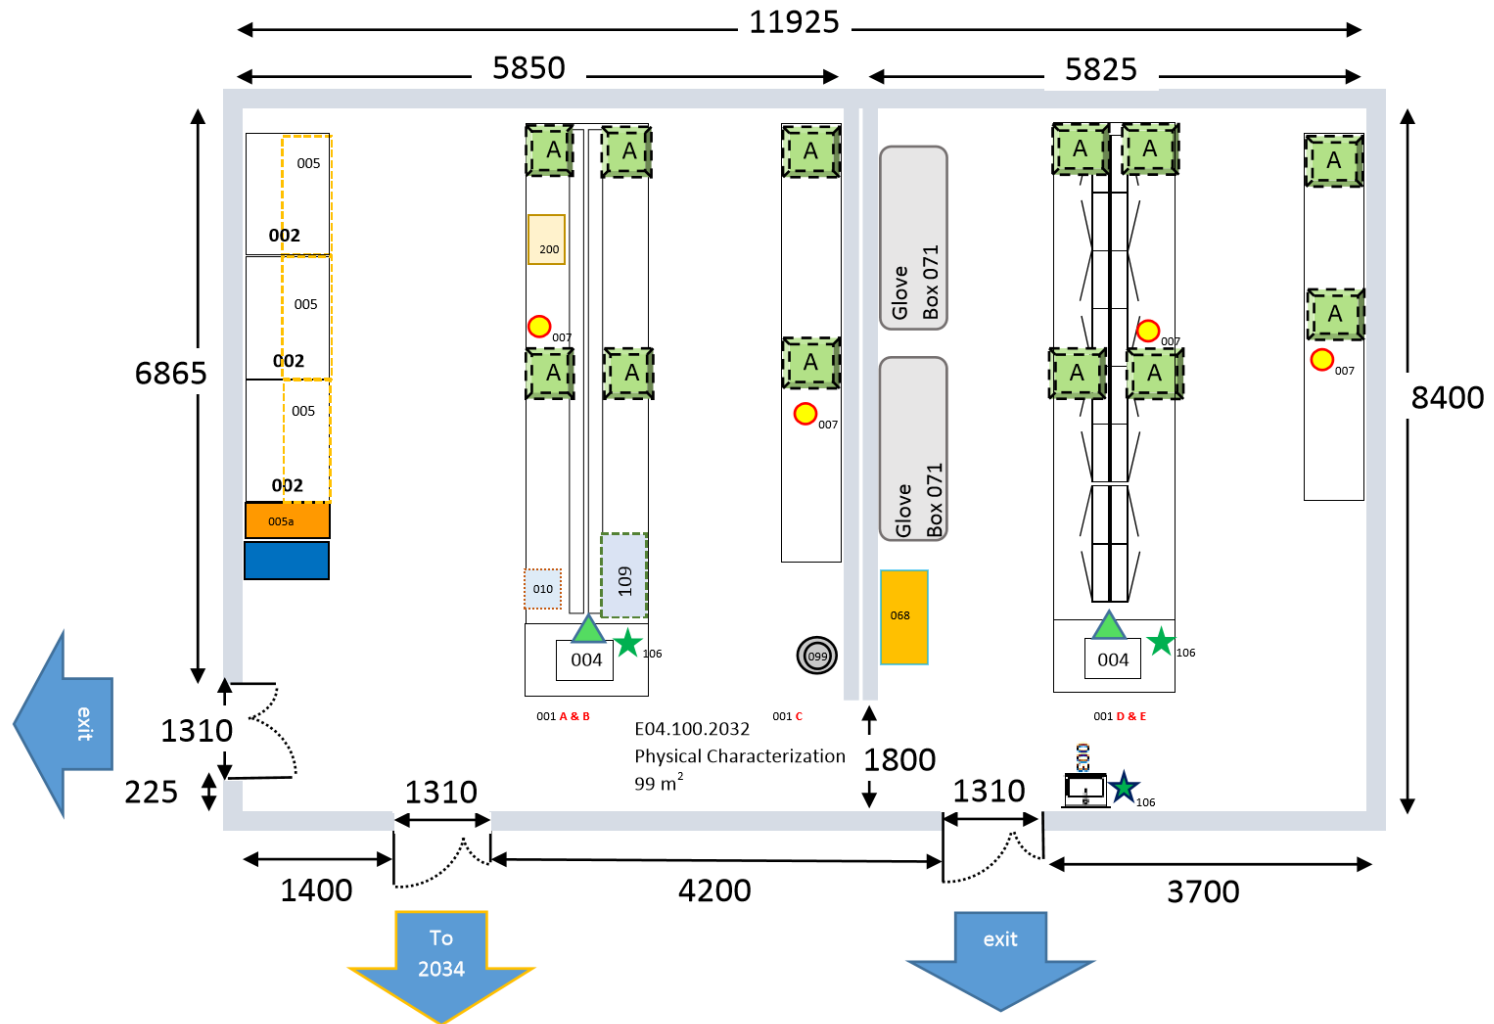 11925
5850
5825
A
A
A
A
A
A
005
002
200
Glove
Box 071
005
007
007
A
6865
002
A
A
A
A
A
007
8400
005
007
002
Glove
Box 071
005a
010
109
068
004
106
099
004
106
001 A & B
001 C
001 D & E
exit
1310
E04.100.2032
Physical Characterization
99 m²
1800
003
225
1310
1310
106
1400
4200
3700
To
2034
exit